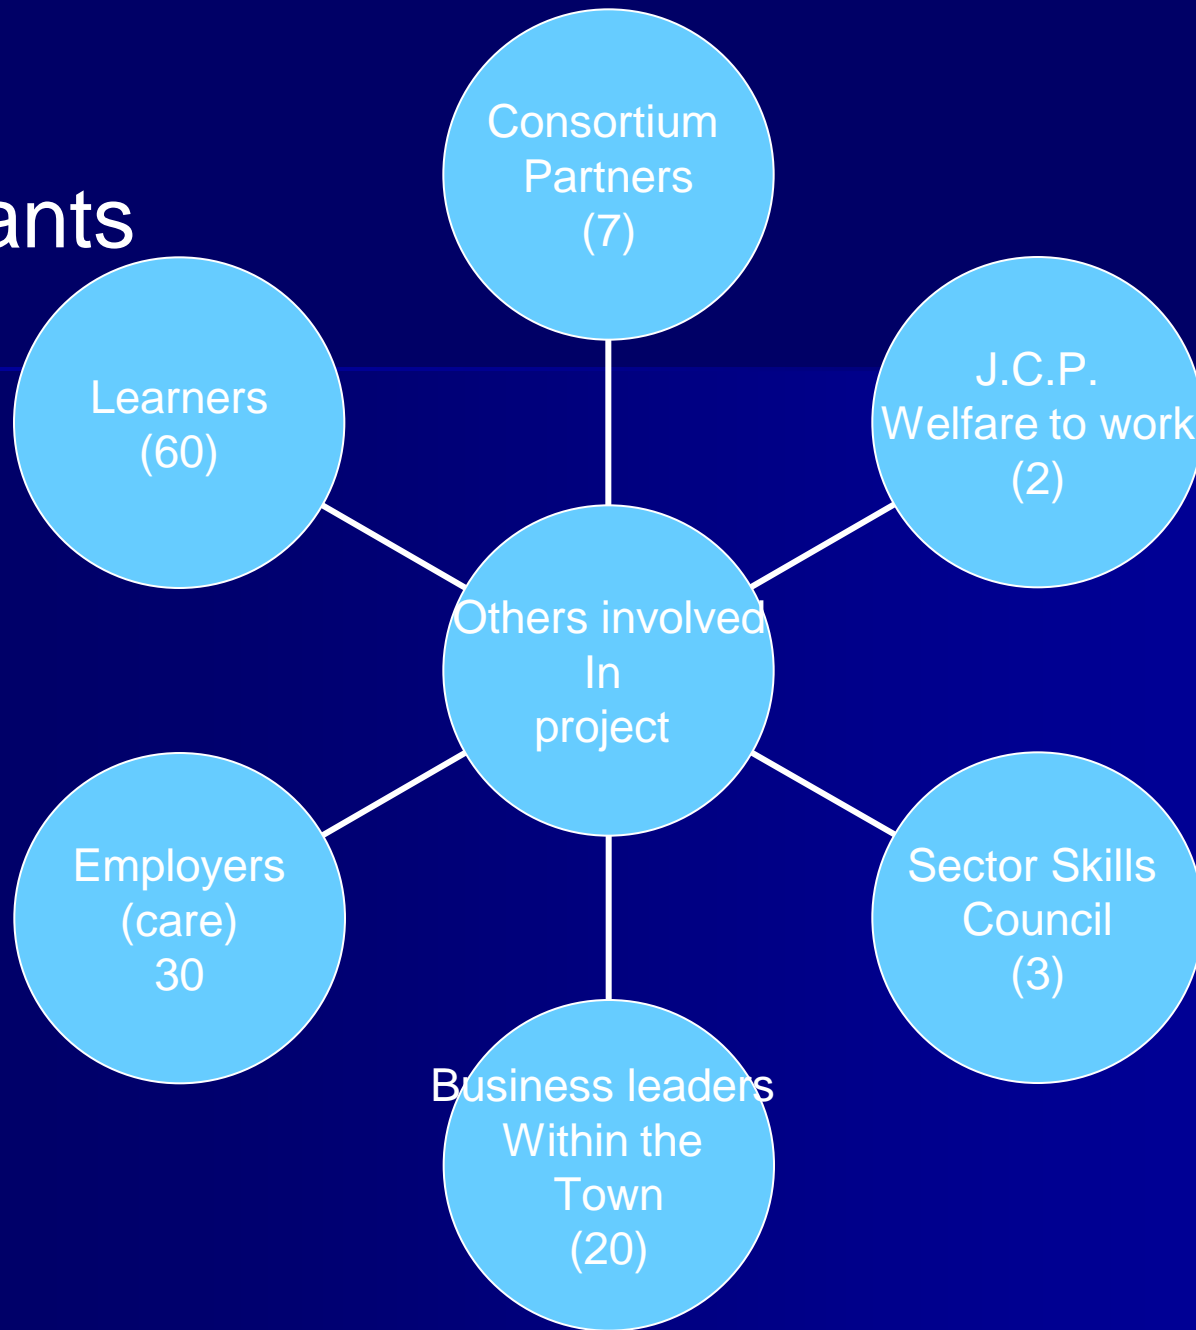 ants
Consortium
Partners
(7)
Learners
(60)
J.C.P.
Welfare to work
(2)
Others involved
In
project
Employers
(care)
30
Sector Skills
Council
(3)
Business leaders
Within the
Town
(20)